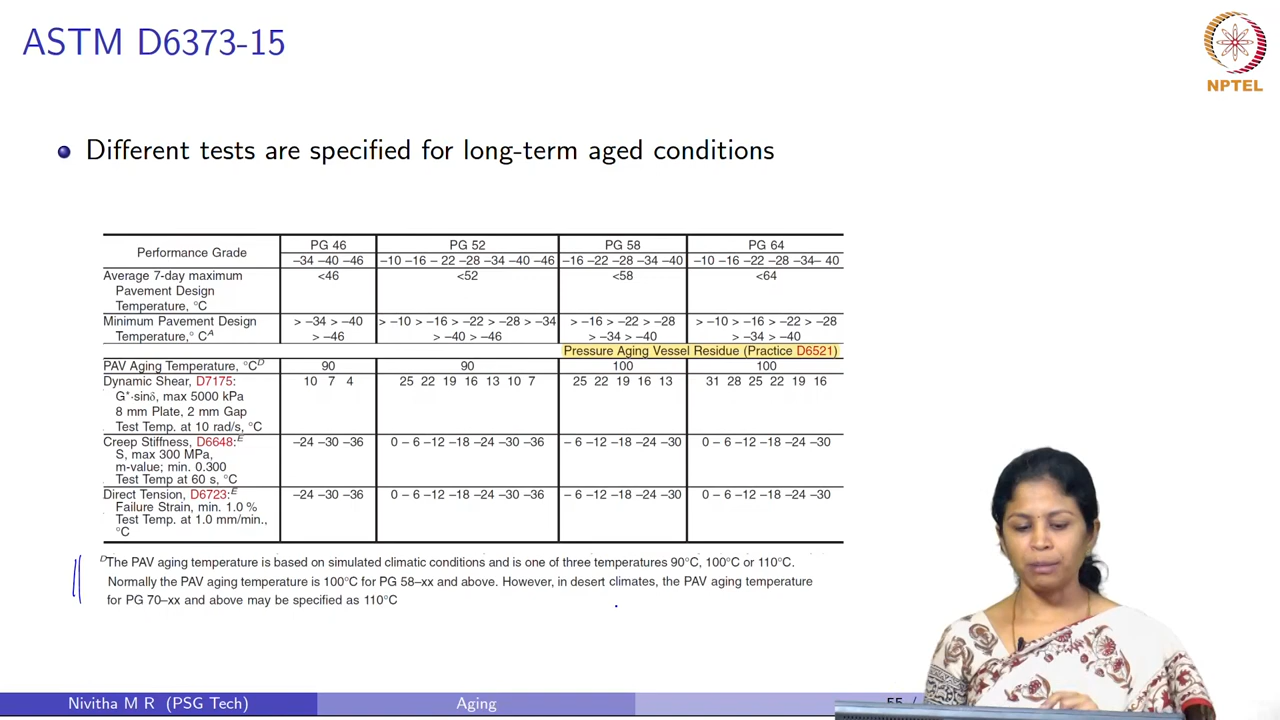 ASTM D6373-15
NPTEL
Different tests are specified for long-term aged conditions
Performance Grade PG 46 PG 52 PG 58 PG 64
−34 −40 −46 −10 −16 − 22 −28 −34 −40 −46 −16 −22 −28 −34 −40 −10 −16 −22 −28 −34− 40
Average 7-day maximum <46 <52 <58 <64
Pavement Design
Temperature, °C
Minimum Pavement Design > −34 > −40 > −10 > −16 > −22 > −28 > −34 > −16 > −22 > −28 > −10 > −16 > −22 > −28
Temperature,° Cᴬ > −46 > −40 > −46 > −34 > −40 > −34 > −40
Pressure Aging Vessel Residue (Practice D6521)
PAV Aging Temperature, °Cᴰ 90 90 100 100
Dynamic Shear, D7175: 10 7 4 25 22 19 16 13 10 7 25 22 19 16 13 31 28 25 22 19 16
G*·sinδ, max 5000 kPa
8 mm Plate, 2 mm Gap
Test Temp. at 10 rad/s, °C
Creep Stiffness, D6648:ᴱ −24 −30 −36 0 − 6 −12 −18 −24 −30 −36 − 6 −12 −18 −24 −30 0 − 6 −12 −18 −24 −30
S, max 300 MPa,
m-value; min. 0.300
Test Temp at 60 s, °C
Direct Tension, D6723:ᴱ −24 −30 −36 0 − 6 −12 −18 −24 −30 −36 − 6 −12 −18 −24 −30 0 − 6 −12 −18 −24 −30
Failure Strain, min. 1.0 %
Test Temp. at 1.0 mm/min.,
°C
ᴰThe PAV aging temperature is based on simulated climatic conditions and is one of three temperatures 90°C, 100°C or 110°C.
Normally the PAV aging temperature is 100°C for PG 58–xx and above. However, in desert climates, the PAV aging temperature
for PG 70–xx and above may be specified as 110°C
Nivitha M R (PSG Tech) Aging 55 /